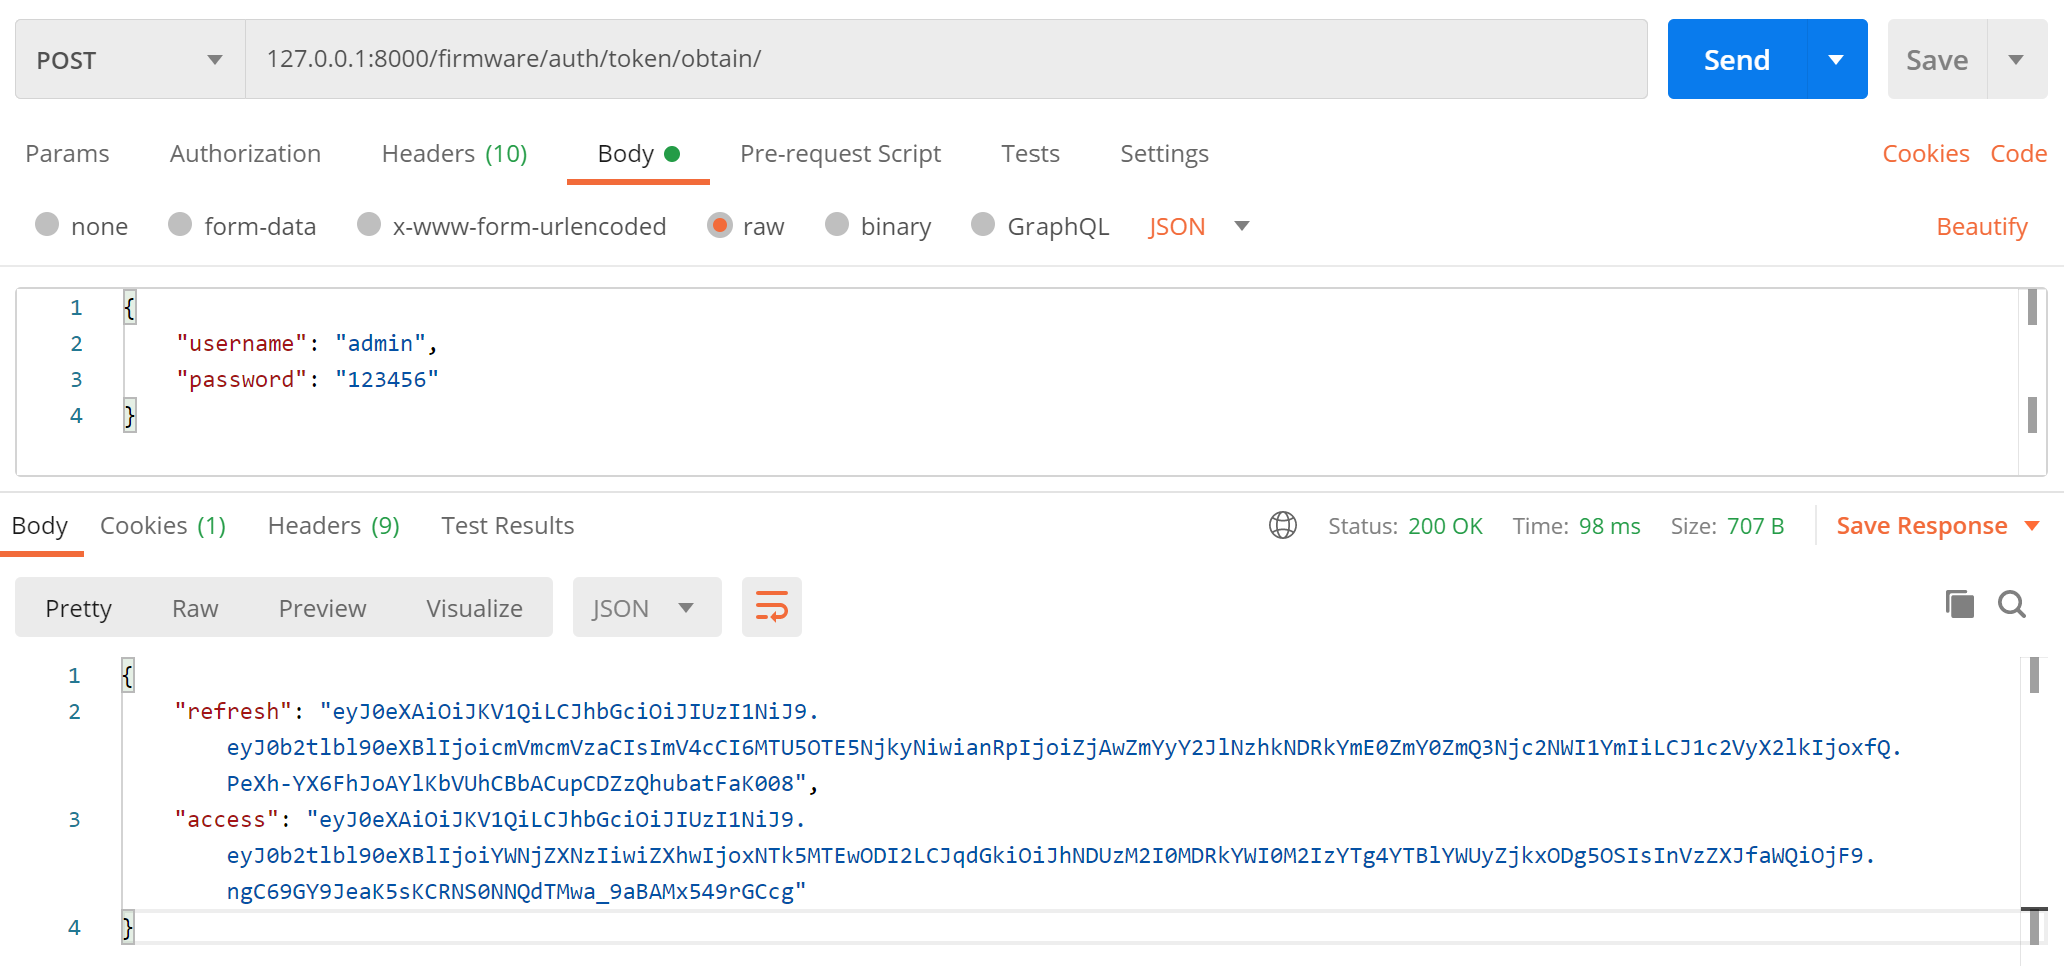 POST 127.0.0.1:8000/firmware/auth/token/obtain/ Send Save
Params Authorization Headers (10) Body Pre-request Script Tests Settings Cookies Code
none form-data x-www-form-urlencoded raw binary GraphQL JSON Beautify
1 {
2 "username": "admin",
3 "password": "123456"
4 }
Body Cookies (1) Headers (9) Test Results Status: 200 OK Time: 98 ms Size: 707 B Save Response
Pretty Raw Preview Visualize JSON
1 {
2 "refresh": "eyJ0eXAiOiJKV1QiLCJhbGciOiJIUzI1NiJ9.
eyJ0b2tlbl90eXBlIjoicmVmcmVzaCIsImV4cCI6MTU5OTE5NjkyNiwianRpIjoiZjAwZmYyY2JlNzhkNDRkYmE0ZmY0ZmQ3Njc2NWI1YmIiLCJ1c2VyX2lkIjoxfQ.
PeXh-YX6FhJoAYlKbVUhCBbACupCDZzQhubatFaK008",
3 "access": "eyJ0eXAiOiJKV1QiLCJhbGciOiJIUzI1NiJ9.
eyJ0b2tlbl90eXBlIjoiYWNjZXNzIiwiZXhwIjoxNTk5MTEwODI2LCJqdGkiOiJhNDUzM2I0MDRkYWI0M2IzYTg4YTBlYWUyZjkxODg5OSIsInVzZXJfaWQiOjF9.
ngC69GY9JeaK5sKCRNS0NNQdTMwa_9aBAMx549rGCcg"
4 }